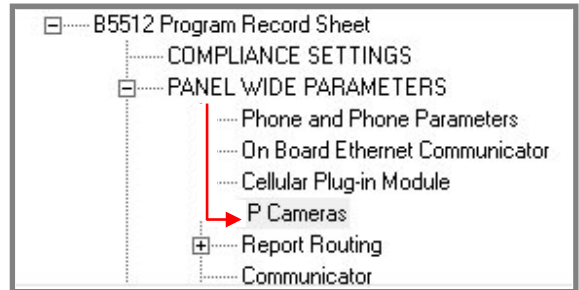 B5512 Program Record Sheet
COMPLIANCE SETTINGS
PANEL WIDE PARAMETERS
Phone and Phone Parameters
On Board Ethernet Communicator
Cellular Plug-in Module
P Cameras
Report Routing
Communicator